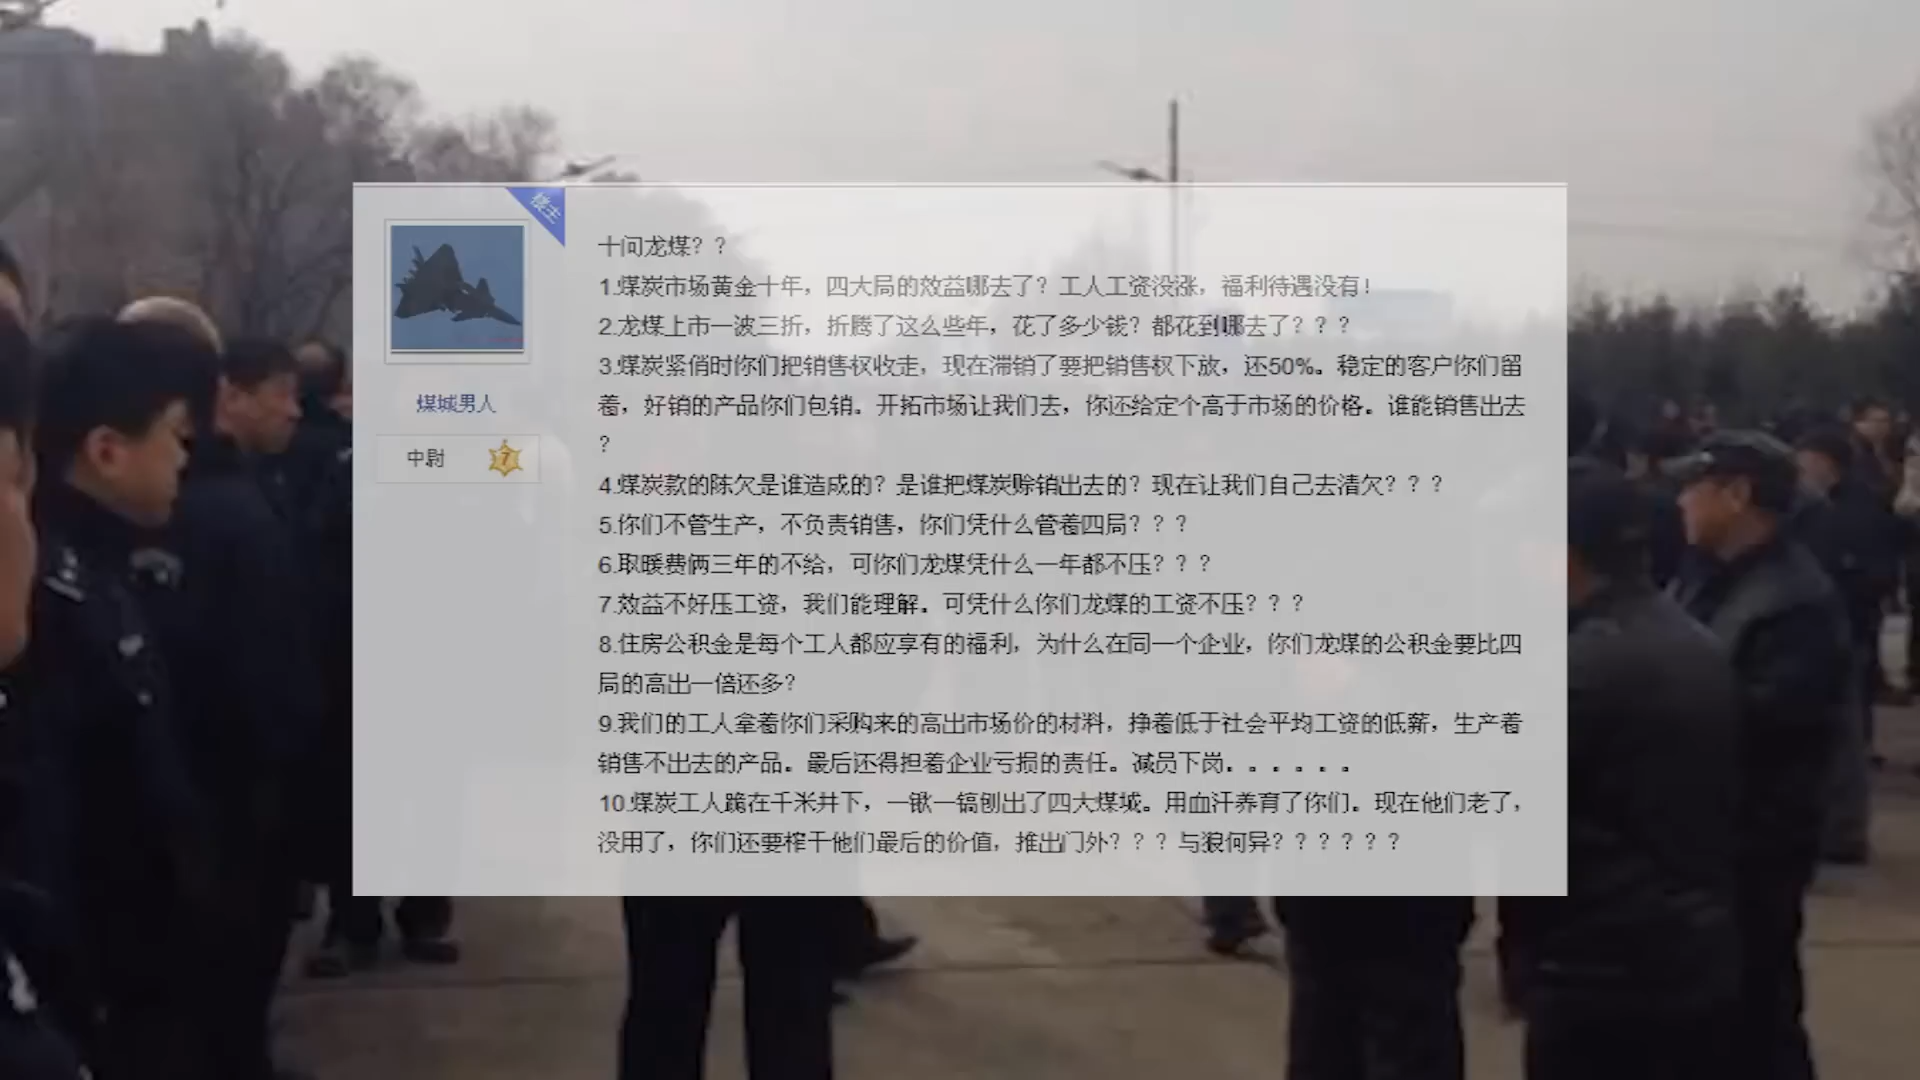 楼主
煤城男人
中尉
7
十问龙煤？？
1.煤炭市场黄金十年，四大局的效益哪去了？工人工资没涨，福利待遇没有！
2.龙煤上市一波三折，折腾了这么些年，花了多少钱？都花到哪去了？？？
3.煤炭紧俏时你们把销售权收走，现在滞销了要把销售权下放，还50%。稳定的客户你们留
着，好销的产品你们包销。开拓市场让我们去，你还给定个高于市场的价格。谁能销售出去
？
4.煤炭款的陈欠是谁造成的？是谁把煤炭赊销出去的？现在让我们自己去清欠？？？
5.你们不管生产，不负责销售，你们凭什么管着四局？？？
6.取暖费俩三年的不给，可你们龙煤凭什么一年都不压？？？
7.效益不好压工资，我们能理解。可凭什么你们龙煤的工资不压？？？
8.住房公积金是每个工人都应享有的福利，为什么在同一个企业，你们龙煤的公积金要比四
局的高出一倍还多？
9.我们的工人拿着你们采购来的高出市场价的材料，挣着低于社会平均工资的低薪，生产着
销售不出去的产品。最后还得担着企业亏损的责任。减员下岗。。。。。。
10.煤炭工人跪在千米井下，一锹一镐刨出了四大煤城。用血汗养育了你们。现在他们老了，
没用了，你们还要榨干他们最后的价值，推出门外？？？与狼何异？？？？？？